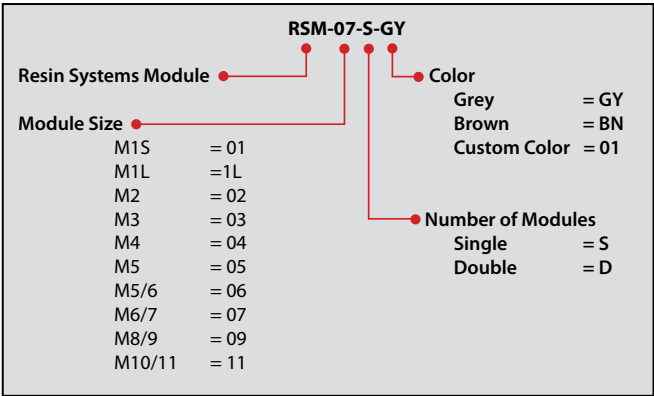 RSM-07-S-GY
Resin Systems Module
Module Size
M1S = 01
M1L =1L
M2 = 02
M3 = 03
M4 = 04
M5 = 05
M5/6 = 06
M6/7 = 07
M8/9 = 09
M10/11 = 11
Color
Grey = GY
Brown = BN
Custom Color = 01
Number of Modules
Single = S
Double = D